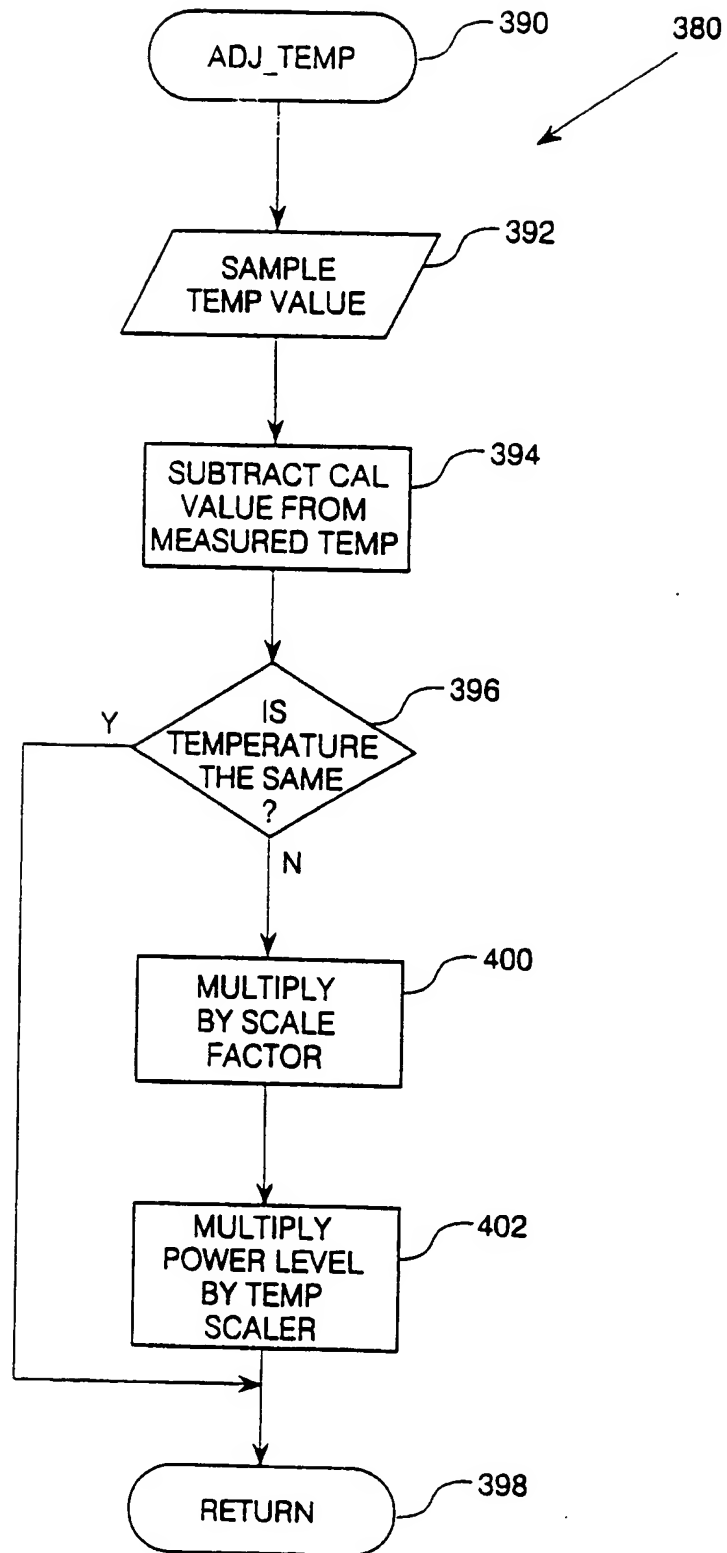 ADJ_TEMP
390
380
SAMPLE
TEMP VALUE
392
SUBTRACT CAL
VALUE FROM
MEASURED TEMP
394
IS
TEMPERATURE
THE SAME
?
396
Y
N
MULTIPLY
BY SCALE
FACTOR
400
MULTIPLY
POWER LEVEL
BY TEMP
SCALER
402
RETURN
398